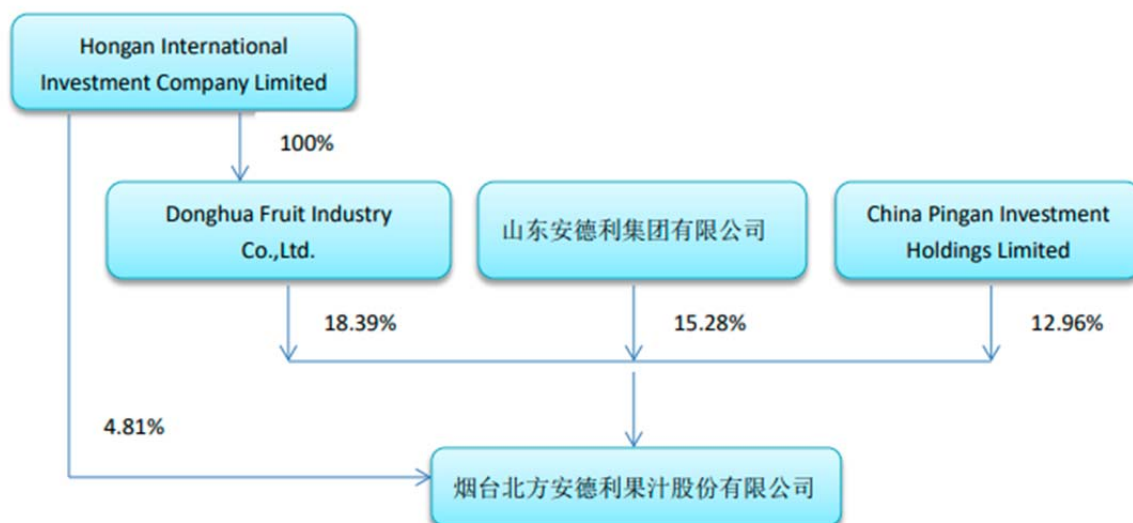 Hongan International
Investment Company Limited
100%
Donghua Fruit Industry
Co.,Ltd.
山东安德利集团有限公司
China Pingan Investment
Holdings Limited
18.39%
15.28%
12.96%
4.81%
烟台北方安德利果汁股份有限公司